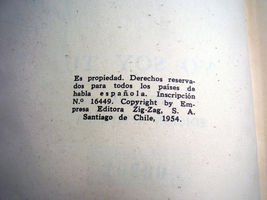 Es propiedad. Derechos reserva-
dos para todos los países de
habla española. Inscripción
N.º 16449. Copyright by Em-
presa Editora Zig-Zag, S. A.
Santiago de Chile, 1954.